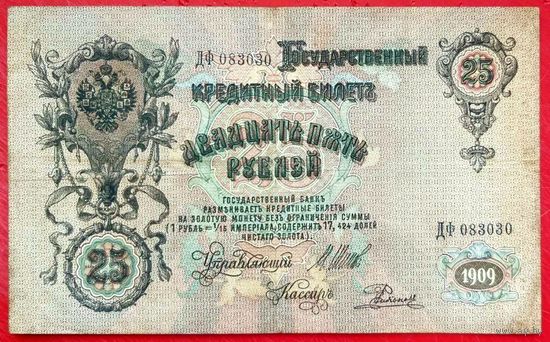 ДФ 083030
Государственный
25
Кредитный Билетъ
Двадцать пять
рублей
Государственный банкъ
размѣниваетъ кредитные билеты
на золотую монету безъ ограниченія суммы
(1 рубль = 1/15 имперіала, содержитъ 17,424 долей
чистаго золота).
ДФ 083030
Управляющій
25
1909
Кассиръ